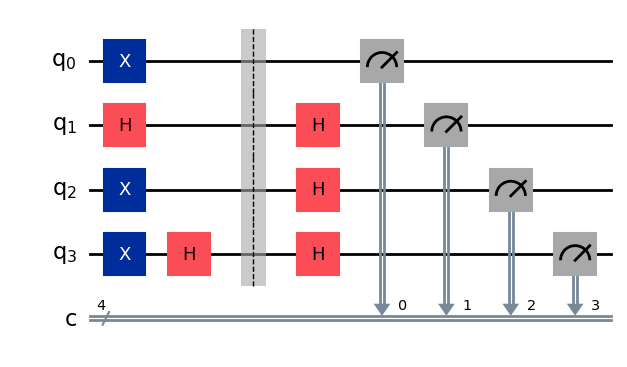 q₀ X
q₁ H H
q₂ X H
q₃ X H H
c 4 0 1 2 3